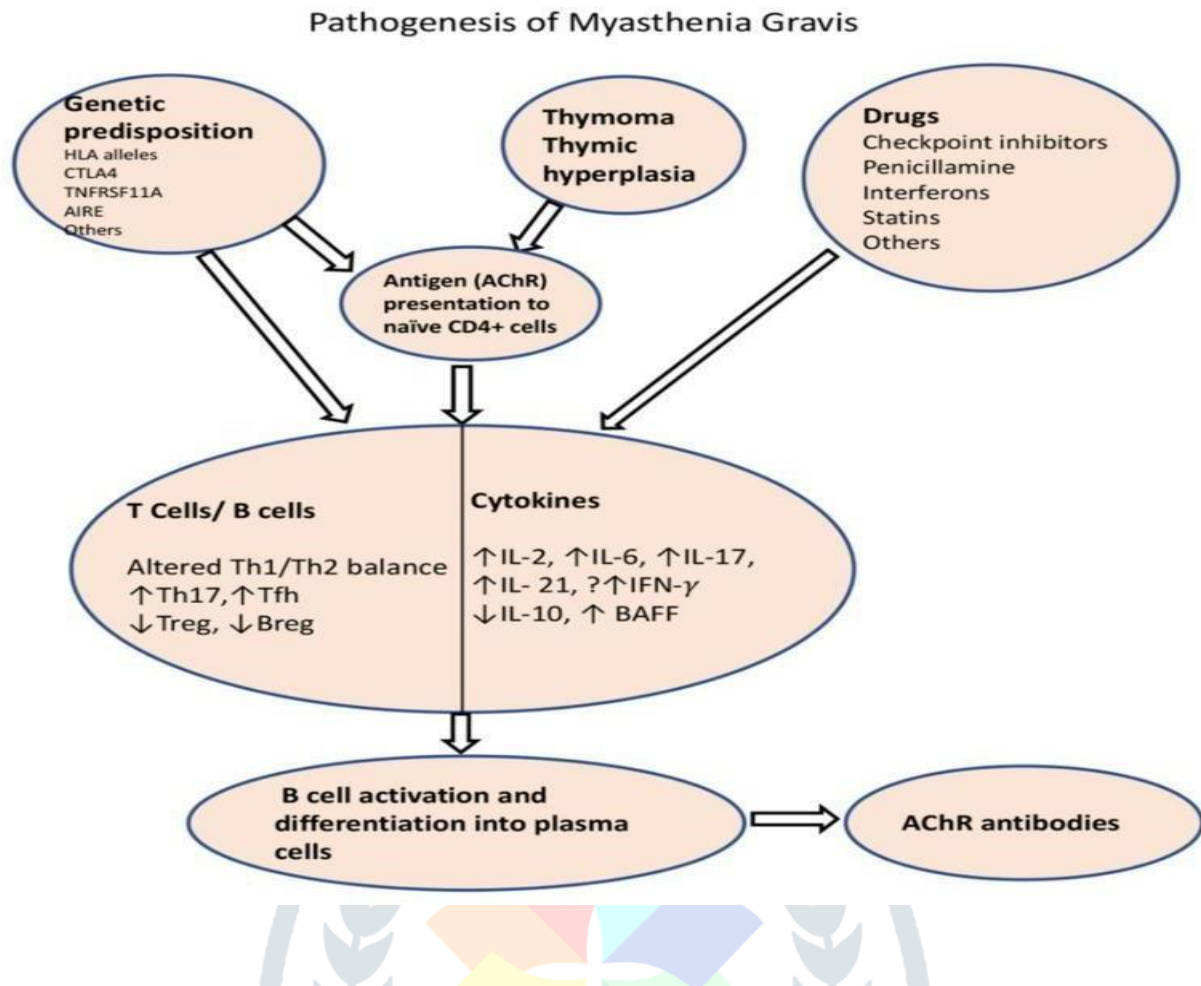 Pathogenesis of Myasthenia Gravis
Genetic
predisposition
HLA alleles
CTLA4
TNFRSF11A
AIRE
Others
Thymoma
Thymic
hyperplasia
Drugs
Checkpoint inhibitors
Penicillamine
Interferons
Statins
Others
Antigen (AChR)
presentation to
naïve CD4+ cells
T Cells/ B cells
Altered Th1/Th2 balance
↑Th17,↑Tfh
↓Treg, ↓Breg
Cytokines
↑IL-2, ↑IL-6, ↑IL-17,
↑IL- 21, ?↑IFN-γ
↓IL-10, ↑ BAFF
B cell activation and
differentiation into plasma
cells
AChR antibodies